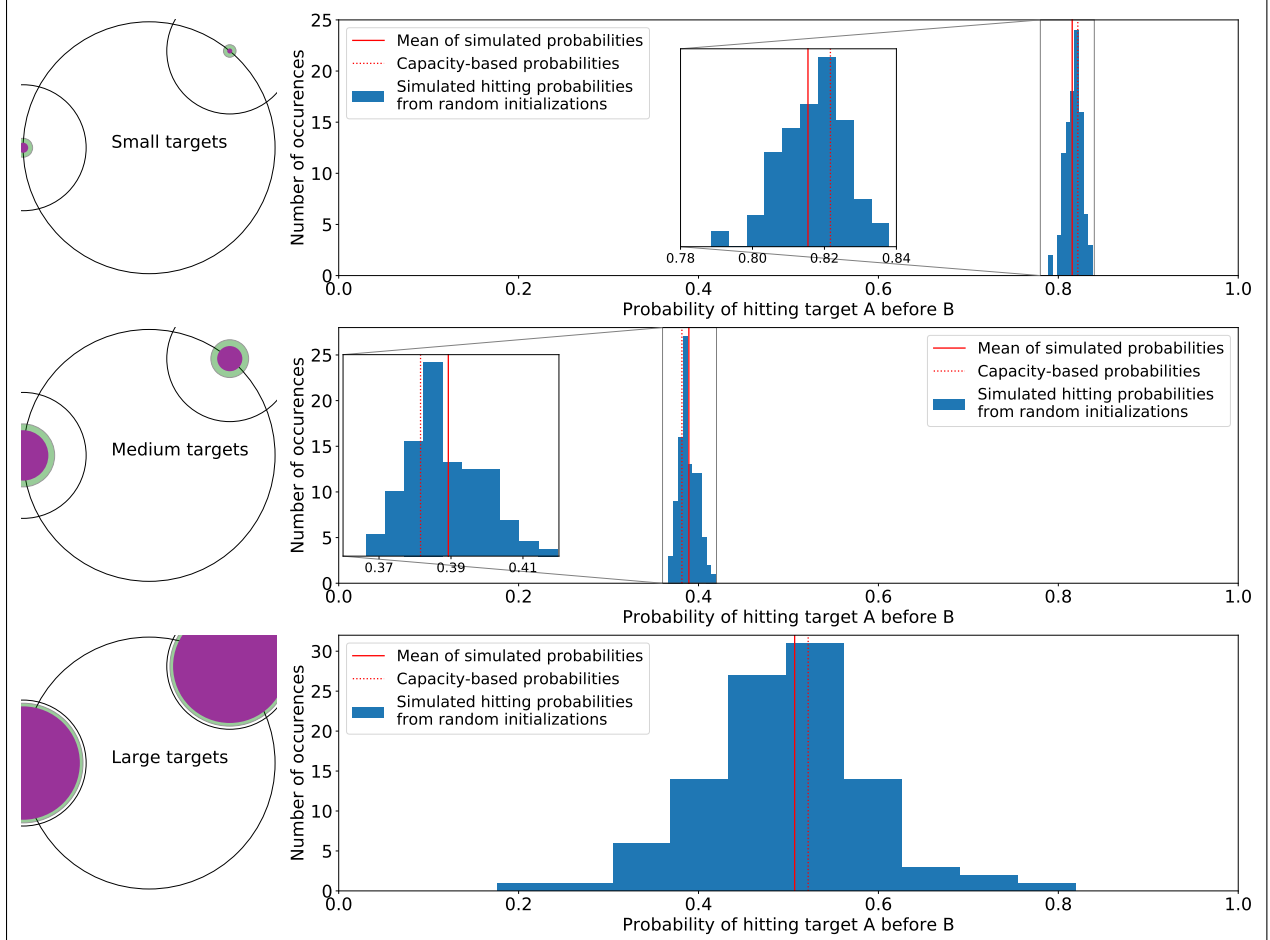 Small targets
Number of occurences
25
20
15
10
5
0
Mean of simulated probabilities
Capacity-based probabilities
Simulated hitting probabilities
from random initializations
0.78
0.80
0.82
0.84
0.0
0.2
0.4
0.6
0.8
1.0
Probability of hitting target A before B
Medium targets
Number of occurences
25
20
15
10
5
0
0.37
0.39
0.41
Mean of simulated probabilities
Capacity-based probabilities
Simulated hitting probabilities
from random initializations
0.0
0.2
0.4
0.6
0.8
1.0
Probability of hitting target A before B
Large targets
Number of occurences
30
25
20
15
10
5
0
Mean of simulated probabilities
Capacity-based probabilities
Simulated hitting probabilities
from random initializations
0.0
0.2
0.4
0.6
0.8
1.0
Probability of hitting target A before B